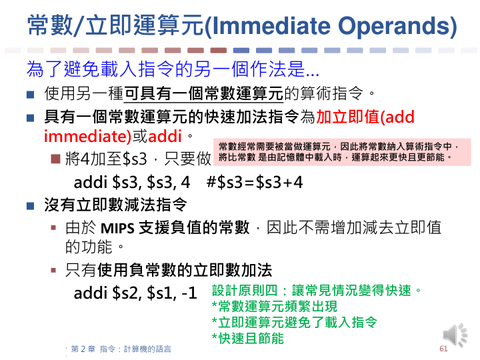 常數/立即運算元(Immediate Operands)
為了避免載入指令的另一個作法是...
使用另一種可具有一個常數運算元的算術指令。
具有一個常數運算元的快速加法指令為加立即值(add
immediate)或addi。
常數經常需要被當做運算元，因此將常數納入算術指令中，
將比常數 是由記憶體中載入時，運算起來更快且更節能。
將4加至$s3，只要做
addi $s3, $s3, 4 #$s3=$s3+4
沒有立即數減法指令
由於 MIPS 支援負值的常數，因此不需增加減去立即值
的功能。
只有使用負常數的立即數加法
addi $s2, $s1, -1
設計原則四：讓常見情況變得快速。
*常數運算元頻繁出現
*立即運算元避免了載入指令
*快速且節能
第 2 章 指令：計算機的語言
61